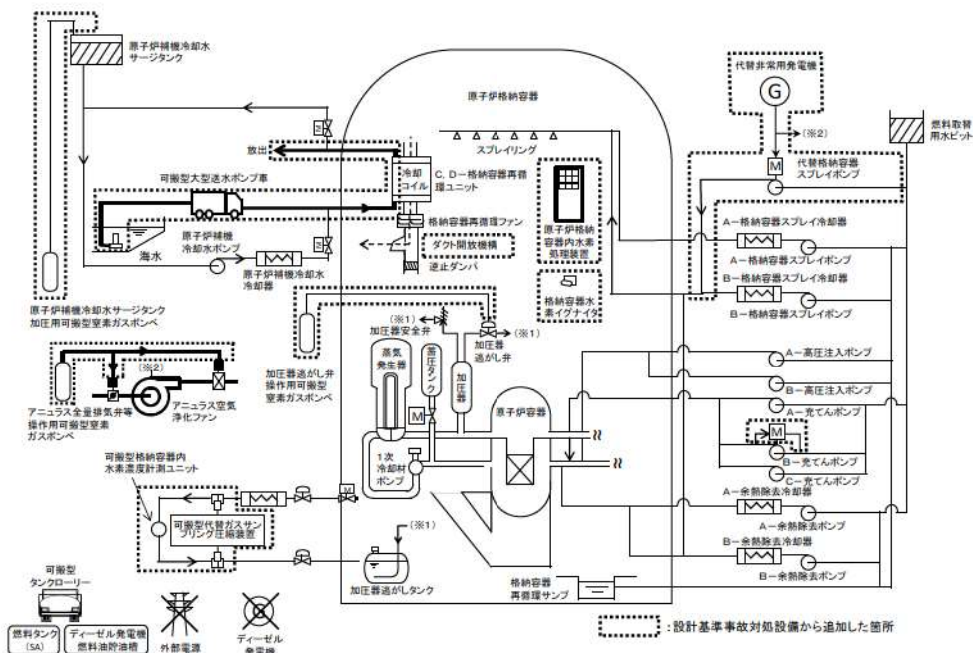 原子炉補機冷却水
サージタンク
原子炉格納容器
代替非常用発電機
G
(※2)
燃料取替
用水ピット
M
スプレイリング
放出
M
代替格納容器
スプレイポンプ
可搬型大型送水ポンプ車
冷却
コイル
C, D-格納容器再循
環ユニット
海水
原子炉補機
冷却水ポンプ
M
格納容器再循環ファン
ダクト開放機構
逆止ダンパ
原子炉補機冷却水
冷却器
原子炉格納
容器内水素
処理装置
A-格納容器スプレイ冷却器
A-格納容器スプレイポンプ
B-格納容器スプレイ冷却器
B-格納容器スプレイポンプ
格納容器水
素イグナイタ
原子炉補機冷却水サージタンク
加圧用可搬型窒素ガスボンベ
(※1)
加圧器安全弁
(※1)
加圧器
逃がし弁
加圧器逃がし弁
操作用可搬型
窒素ガスボンベ
蒸気
発生器
蓄圧タンク
加圧器
原子炉容器
M
1次
冷却材
ポンプ
A-高圧注入ポンプ
B-高圧注入ポンプ
A-充てんポンプ
M
B-充てんポンプ
C-充てんポンプ
(※2)
アニュラス空気
浄化ファン
アニュラス全量排気弁等
操作用可搬型窒素
ガスボンベ
可搬型格納容器内
水素濃度計測ユニット
M
可搬型代替ガスサン
プリング圧縮装置
(※1)
加圧器逃がしタンク
A-余熱除去冷却器
A-余熱除去ポンプ
B-余熱除去冷却器
B-余熱除去ポンプ
格納容器
再循環サンプ
可搬型
タンクローリー
燃料タンク
(SA)
ディーゼル発電機
燃料油貯油槽
外部電源
ディーゼル
発電機
:設計基準事故対処設備から追加した箇所